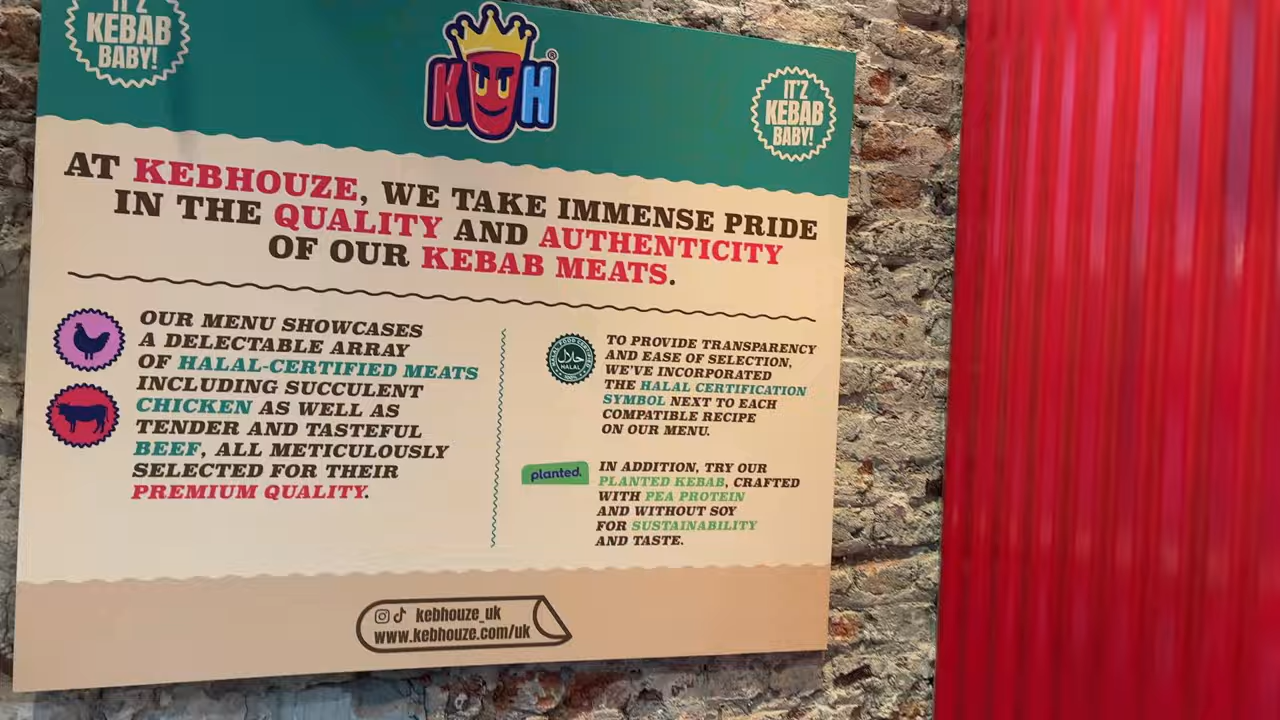 IT'Z
KEBAB
BABY!
K H
®
IT'Z
KEBAB
BABY!
AT KEBHOUZE, WE TAKE IMMENSE PRIDE
IN THE QUALITY AND AUTHENTICITY
OF OUR KEBAB MEATS.
OUR MENU SHOWCASES
A DELECTABLE ARRAY
OF HALAL-CERTIFIED MEATS
INCLUDING SUCCULENT
CHICKEN AS WELL AS
TENDER AND TASTEFUL
BEEF, ALL METICULOUSLY
SELECTED FOR THEIR
PREMIUM QUALITY.
حلال
HALAL
TO PROVIDE TRANSPARENCY
AND EASE OF SELECTION,
WE'VE INCORPORATED
THE HALAL CERTIFICATION
SYMBOL NEXT TO EACH
COMPATIBLE RECIPE
ON OUR MENU.
planted.
IN ADDITION, TRY OUR
PLANTED KEBAB, CRAFTED
WITH PEA PROTEIN
AND WITHOUT SOY
FOR SUSTAINABILITY
AND TASTE.
kebhouze_uk
www.kebhouze.com/uk